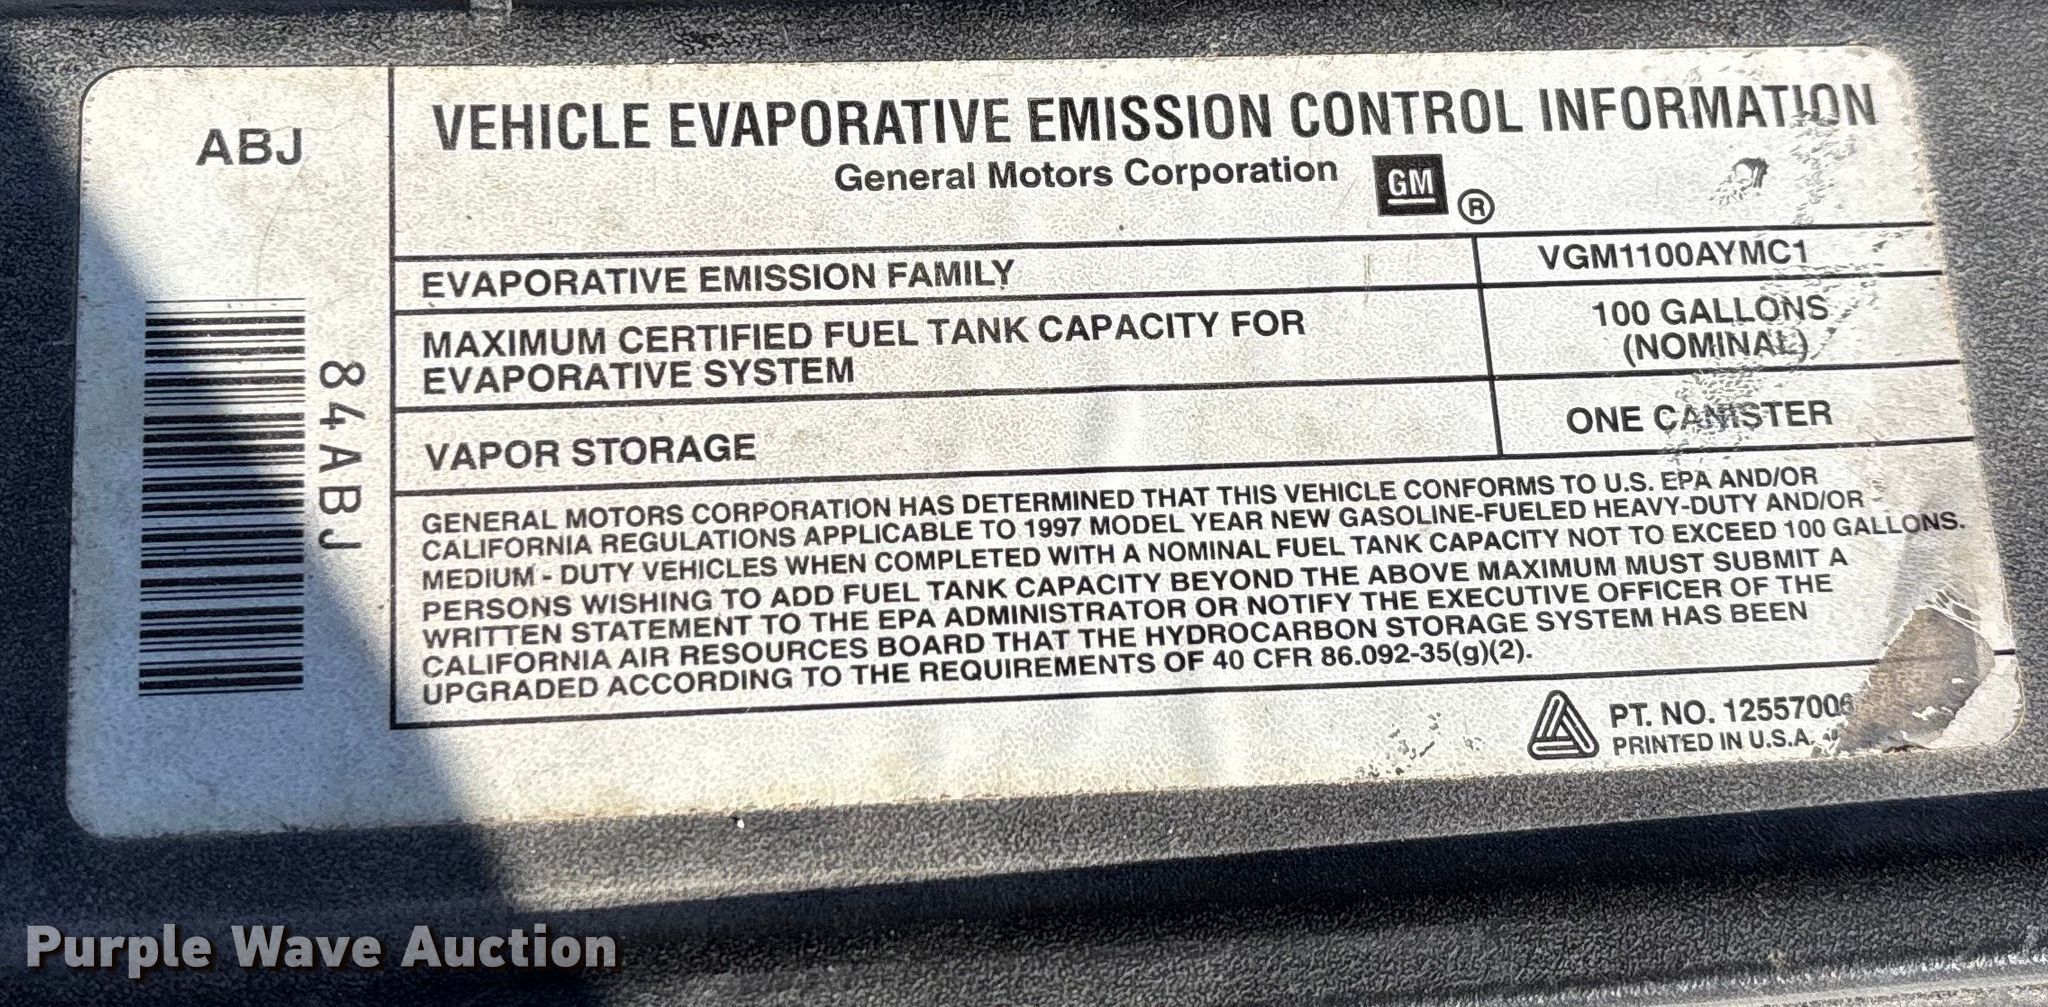 ABJ
84ABJ
VEHICLE EVAPORATIVE EMISSION CONTROL INFORMATION
General Motors Corporation GM ®
EVAPORATIVE EMISSION FAMILY VGM1100AYMC1
MAXIMUM CERTIFIED FUEL TANK CAPACITY FOR 100 GALLONS
EVAPORATIVE SYSTEM (NOMINAL)
VAPOR STORAGE ONE CANISTER
GENERAL MOTORS CORPORATION HAS DETERMINED THAT THIS VEHICLE CONFORMS TO U.S. EPA AND/OR
CALIFORNIA REGULATIONS APPLICABLE TO 1997 MODEL YEAR NEW GASOLINE-FUELED HEAVY-DUTY AND/OR
MEDIUM - DUTY VEHICLES WHEN COMPLETED WITH A NOMINAL FUEL TANK CAPACITY NOT TO EXCEED 100 GALLONS.
PERSONS WISHING TO ADD FUEL TANK CAPACITY BEYOND THE ABOVE MAXIMUM MUST SUBMIT A
WRITTEN STATEMENT TO THE EPA ADMINISTRATOR OR NOTIFY THE EXECUTIVE OFFICER OF THE
CALIFORNIA AIR RESOURCES BOARD THAT THE HYDROCARBON STORAGE SYSTEM HAS BEEN
UPGRADED ACCORDING TO THE REQUIREMENTS OF 40 CFR 86.092-35(g)(2).
PT. NO. 12557006
PRINTED IN U.S.A.
Purple Wave Auction